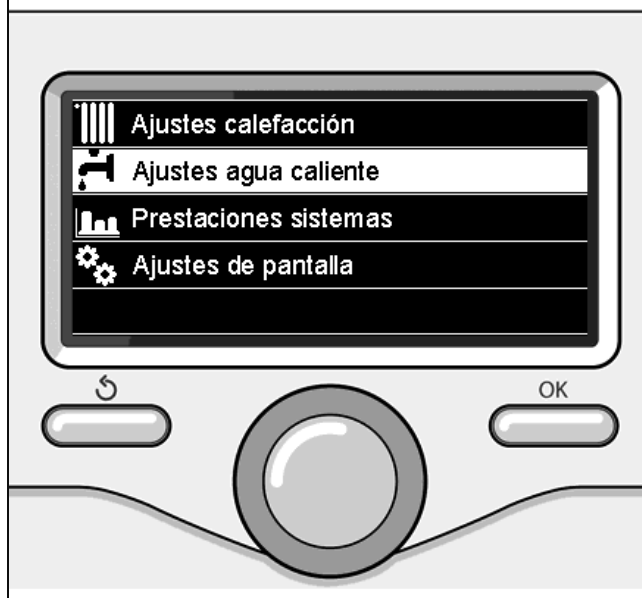 Ajustes calefacción
Ajustes agua caliente
Prestaciones sistemas
Ajustes de pantalla
OK